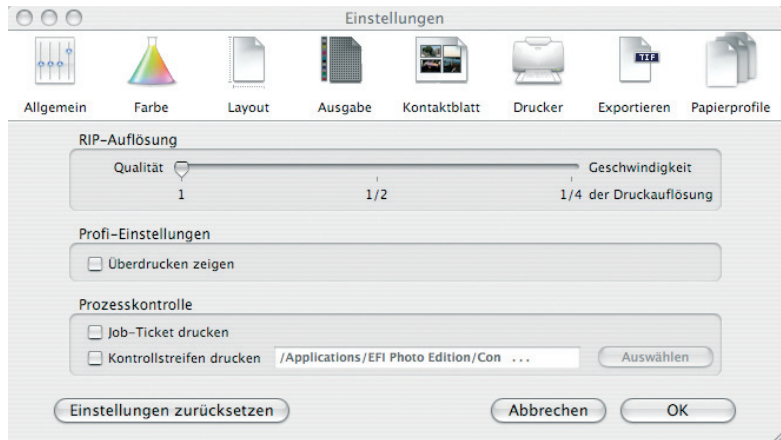 Einstellungen
TIF
Allgemein Farbe Layout Ausgabe Kontaktblatt Drucker Exportieren Papierprofile
RIP-Auflösung
Qualität Geschwindigkeit
1 1/2 1/4 der Druckauflösung
Profi-Einstellungen
Überdrucken zeigen
Prozesskontrolle
Job-Ticket drucken
Kontrollstreifen drucken /Applications/EFI Photo Edition/Con ... Auswählen
Einstellungen zurücksetzen Abbrechen OK